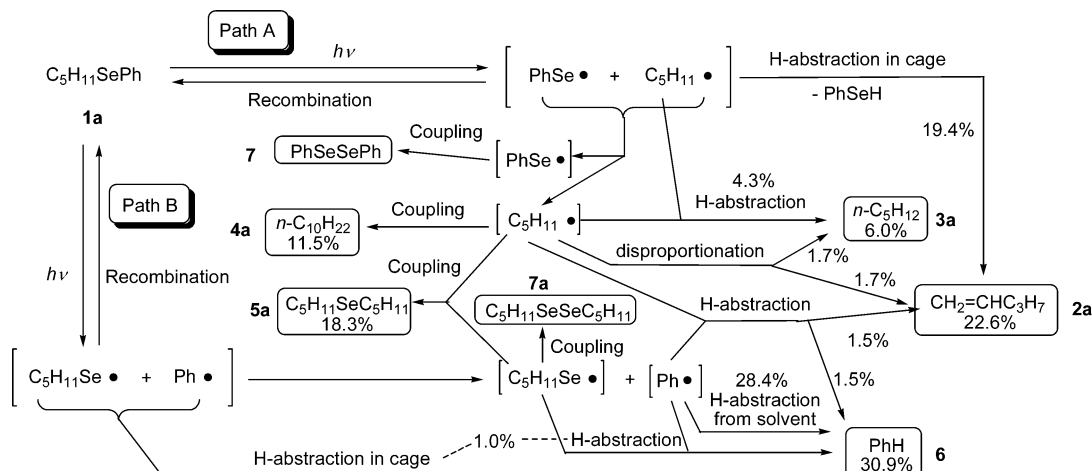 Path A
hν
C5H11SePh
Recombination
1a
PhSe • + C5H11 •
H-abstraction in cage
- PhSeH
19.4%
Coupling
7 PhSeSePh
PhSe •
Path B
4.3%
H-abstraction
n-C5H12
6.0%
3a
4a
n-C10H22
11.5%
Coupling
C5H11 •
disproportionation
1.7%
1.7%
hν
Recombination
Coupling
7a
5a
C5H11SeC5H11
18.3%
C5H11SeSeC5H11
H-abstraction
CH2=CHC3H7
22.6%
2a
Coupling
1.5%
1.5%
C5H11Se • + Ph •
C5H11Se • + Ph •
28.4%
H-abstraction
from solvent
H-abstraction in cage
1.0%
H-abstraction
PhH
30.9%
6